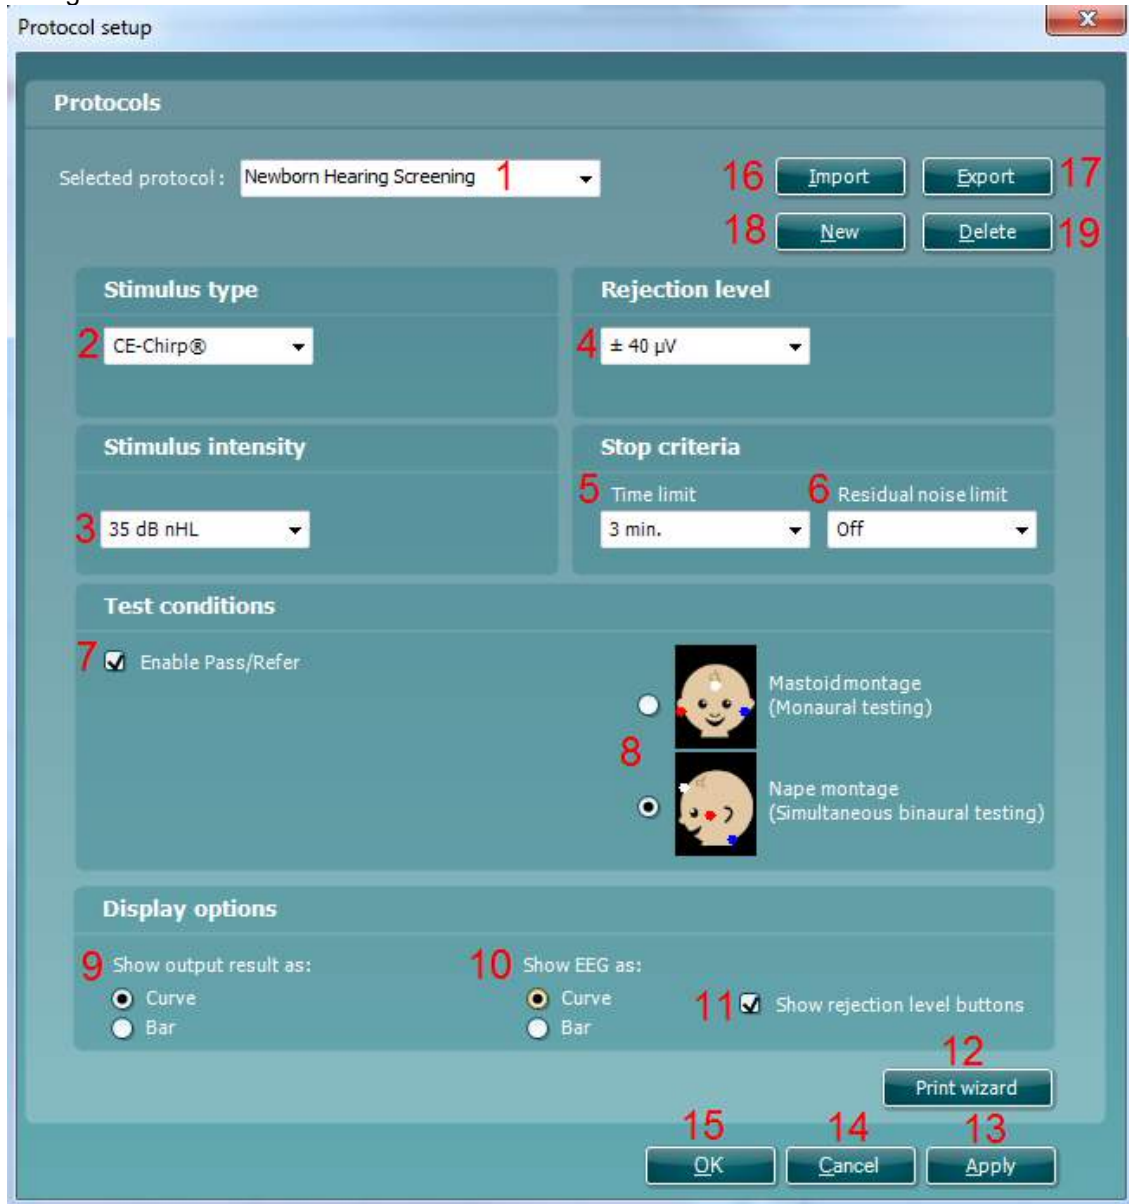 Protocol setup
Protocols
Selected protocol: Newborn Hearing Screening 1
16 Import Export 17
18 New Delete 19
Stimulus type
Rejection level
2 CE-Chirp®
4 ± 40 µV
Stimulus intensity
Stop criteria
5 Time limit
6 Residual noise limit
3 35 dB nHL
3 min.
Off
Test conditions
7 Enable Pass/Refer
8
Mastoid montage
(Monaural testing)
Nape montage
(Simultaneous binaural testing)
Display options
9 Show output result as:
Curve
Bar
10 Show EEG as:
Curve
Bar
11 Show rejection level buttons
12
Print wizard
15 14 13
OK Cancel Apply